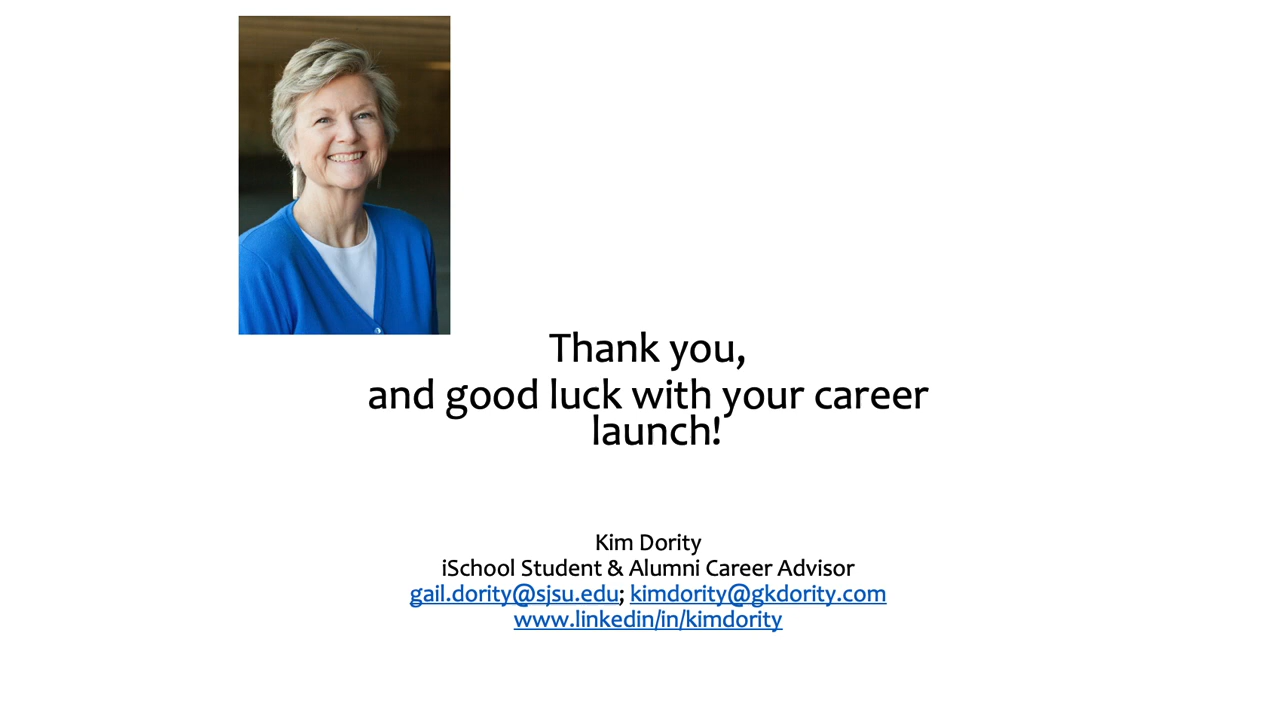 Thank you,
and good luck with your career
launch!
Kim Dority
iSchool Student & Alumni Career Advisor
gail.dority@sjsu.edu; kimdority@gkdority.com
www.linkedin/in/kimdority